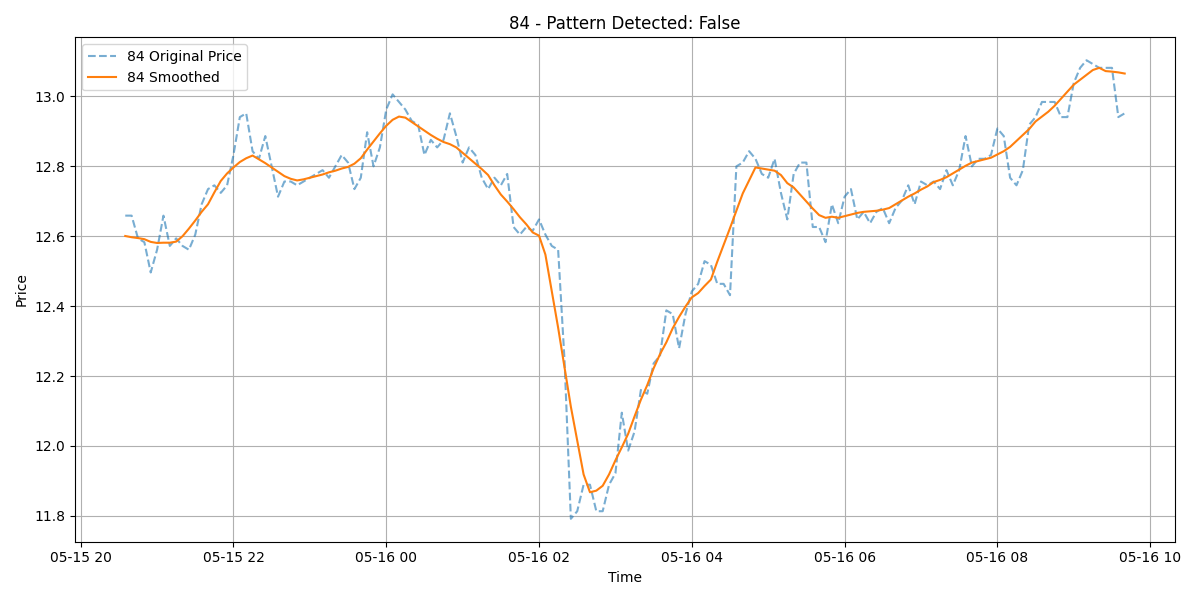 84 - Pattern Detected: False
84 Original Price
84 Smoothed
Price
13.0
12.8
12.6
12.4
12.2
12.0
11.8
05-15 20 05-15 22 05-16 00 05-16 02 05-16 04 05-16 06 05-16 08 05-16 10
Time